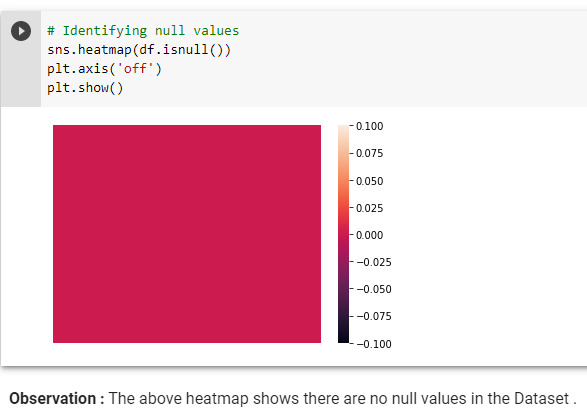 # Identifying null values
sns.heatmap(df.isnull())
plt.axis('off')
plt.show()
0.100
0.075
0.050
0.025
0.000
−0.025
−0.050
−0.075
−0.100
Observation : The above heatmap shows there are no null values in the Dataset .